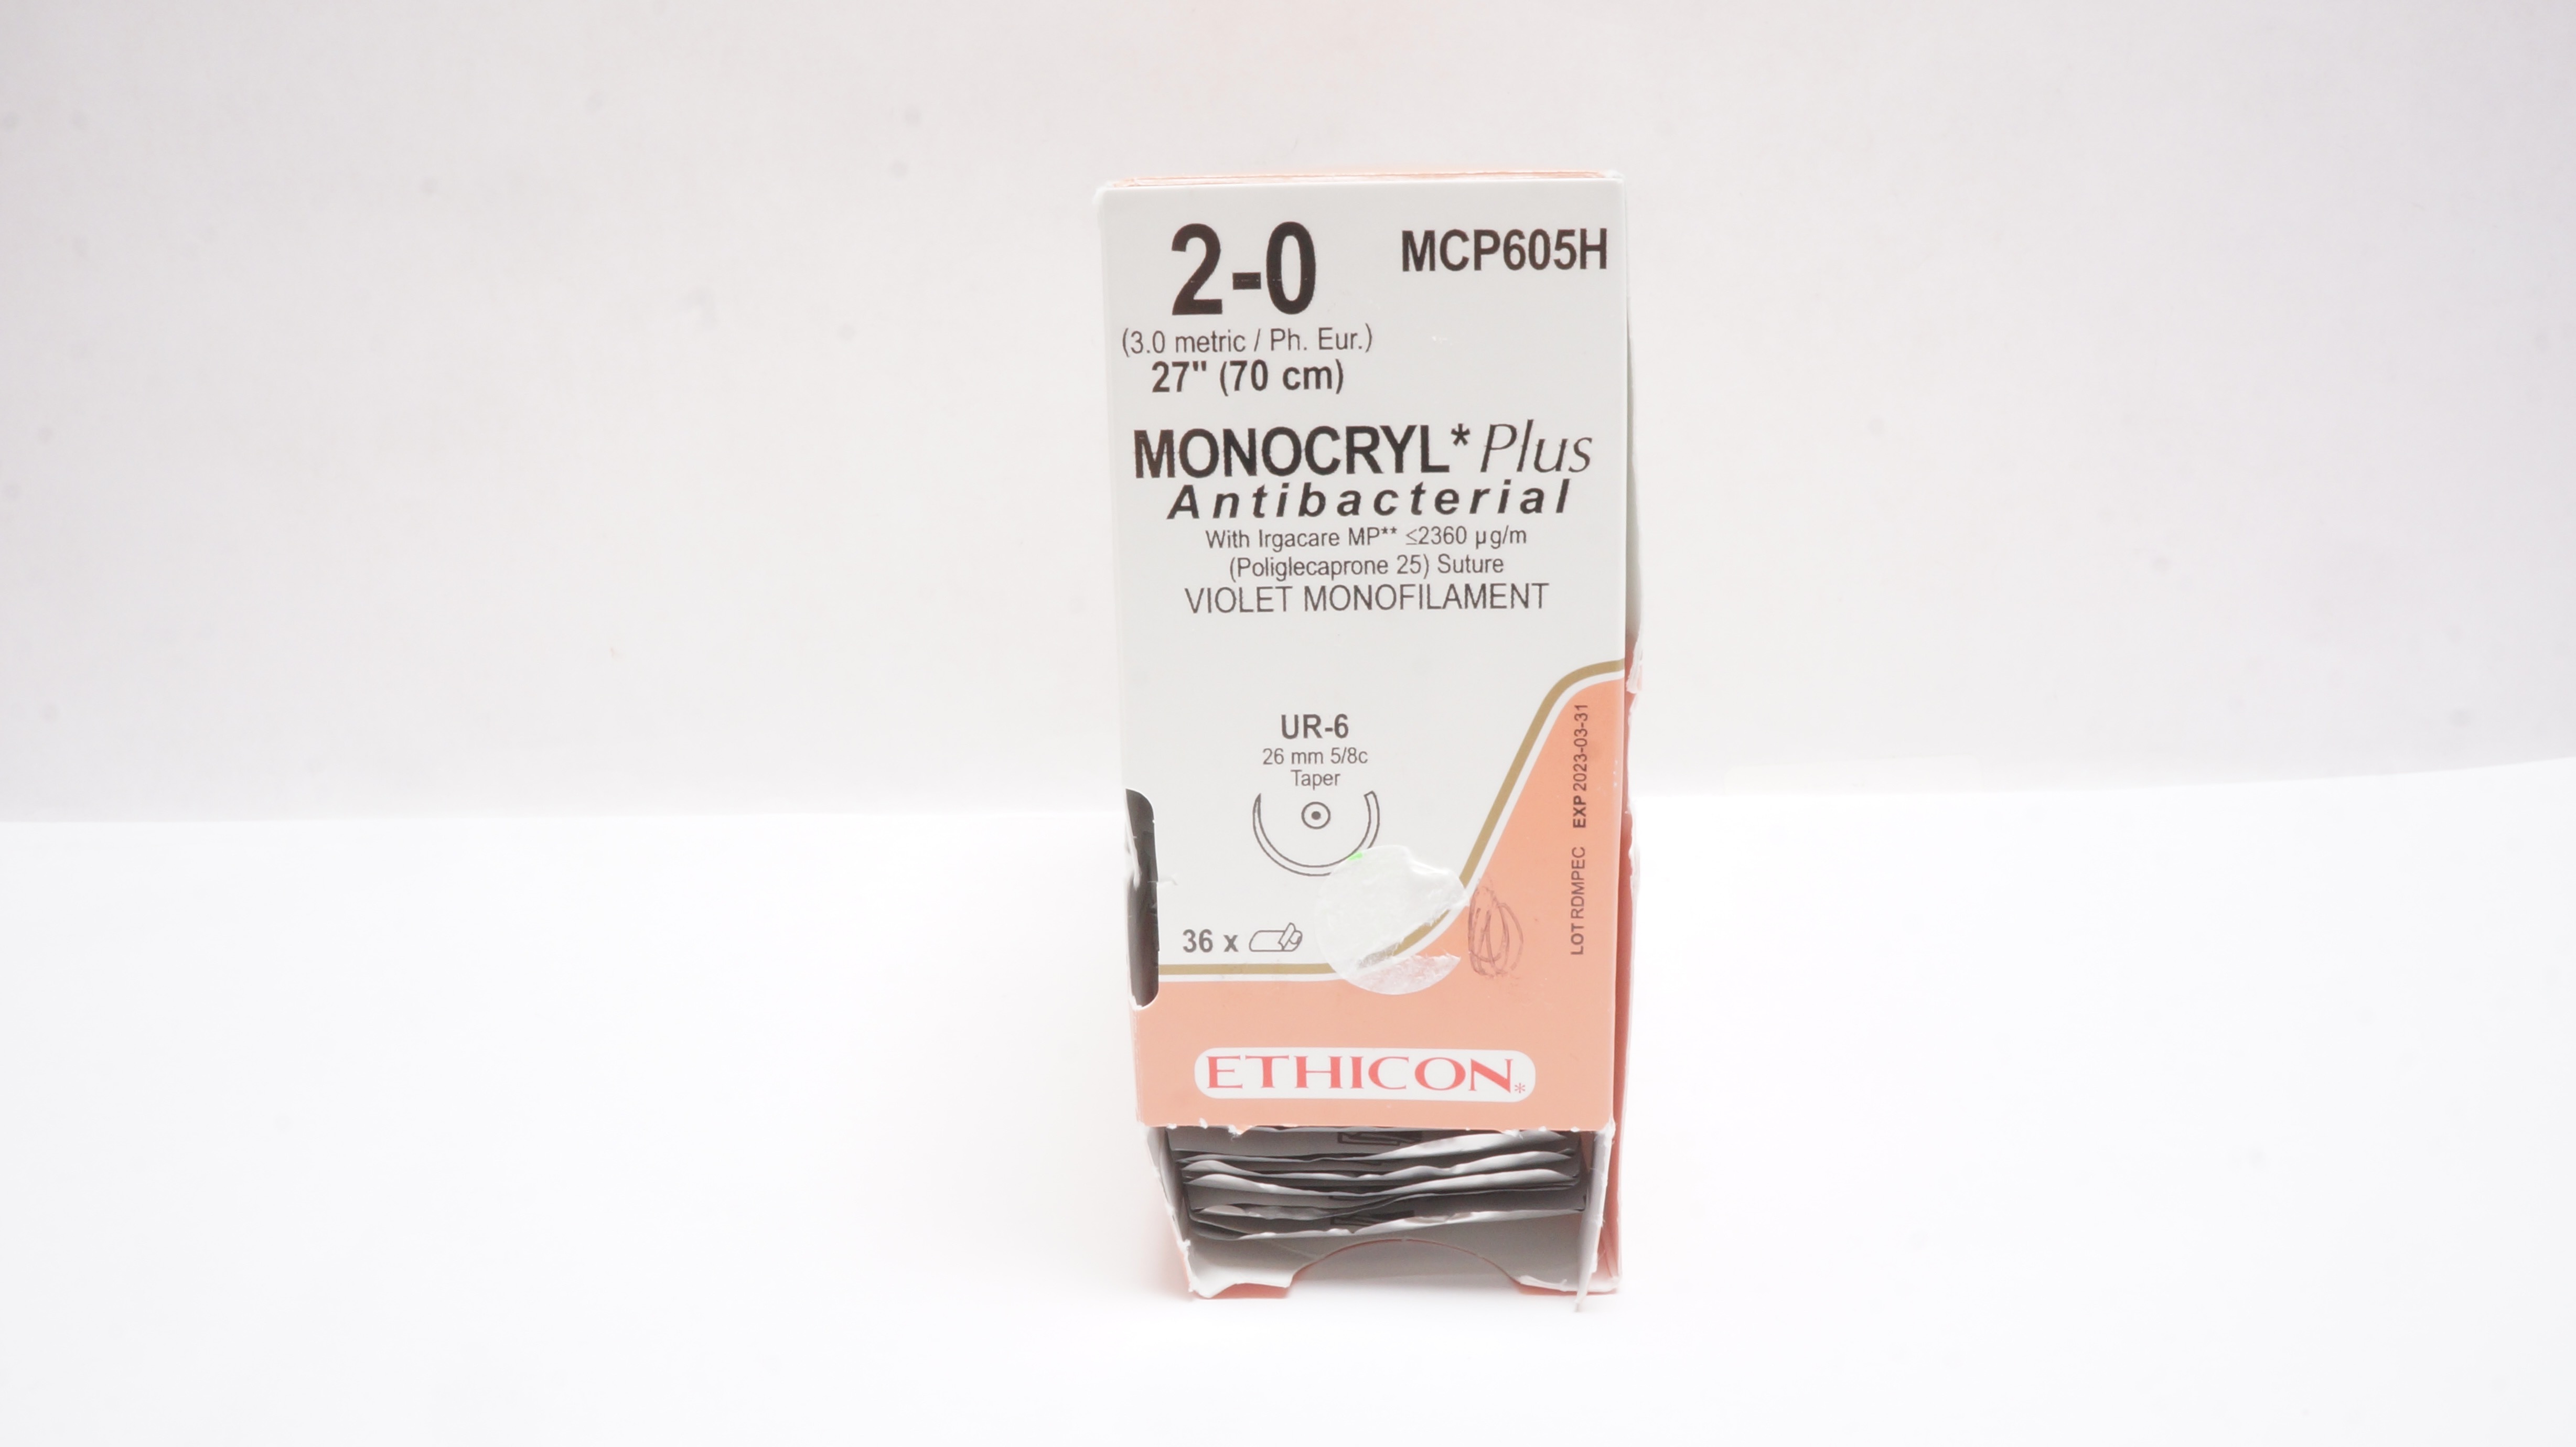 2-0
MCP605H
(3.0 metric / Ph. Eur.)
27" (70 cm)
MONOCRYL* Plus
Antibacterial
With Irgacare MP** ≤2360 µg/m
(Poliglecaprone 25) Suture
VIOLET MONOFILAMENT
UR-6
26 mm 5/8c
Taper
36 x
LOT RDMPEC EXP 2023-03-31
ETHICON*